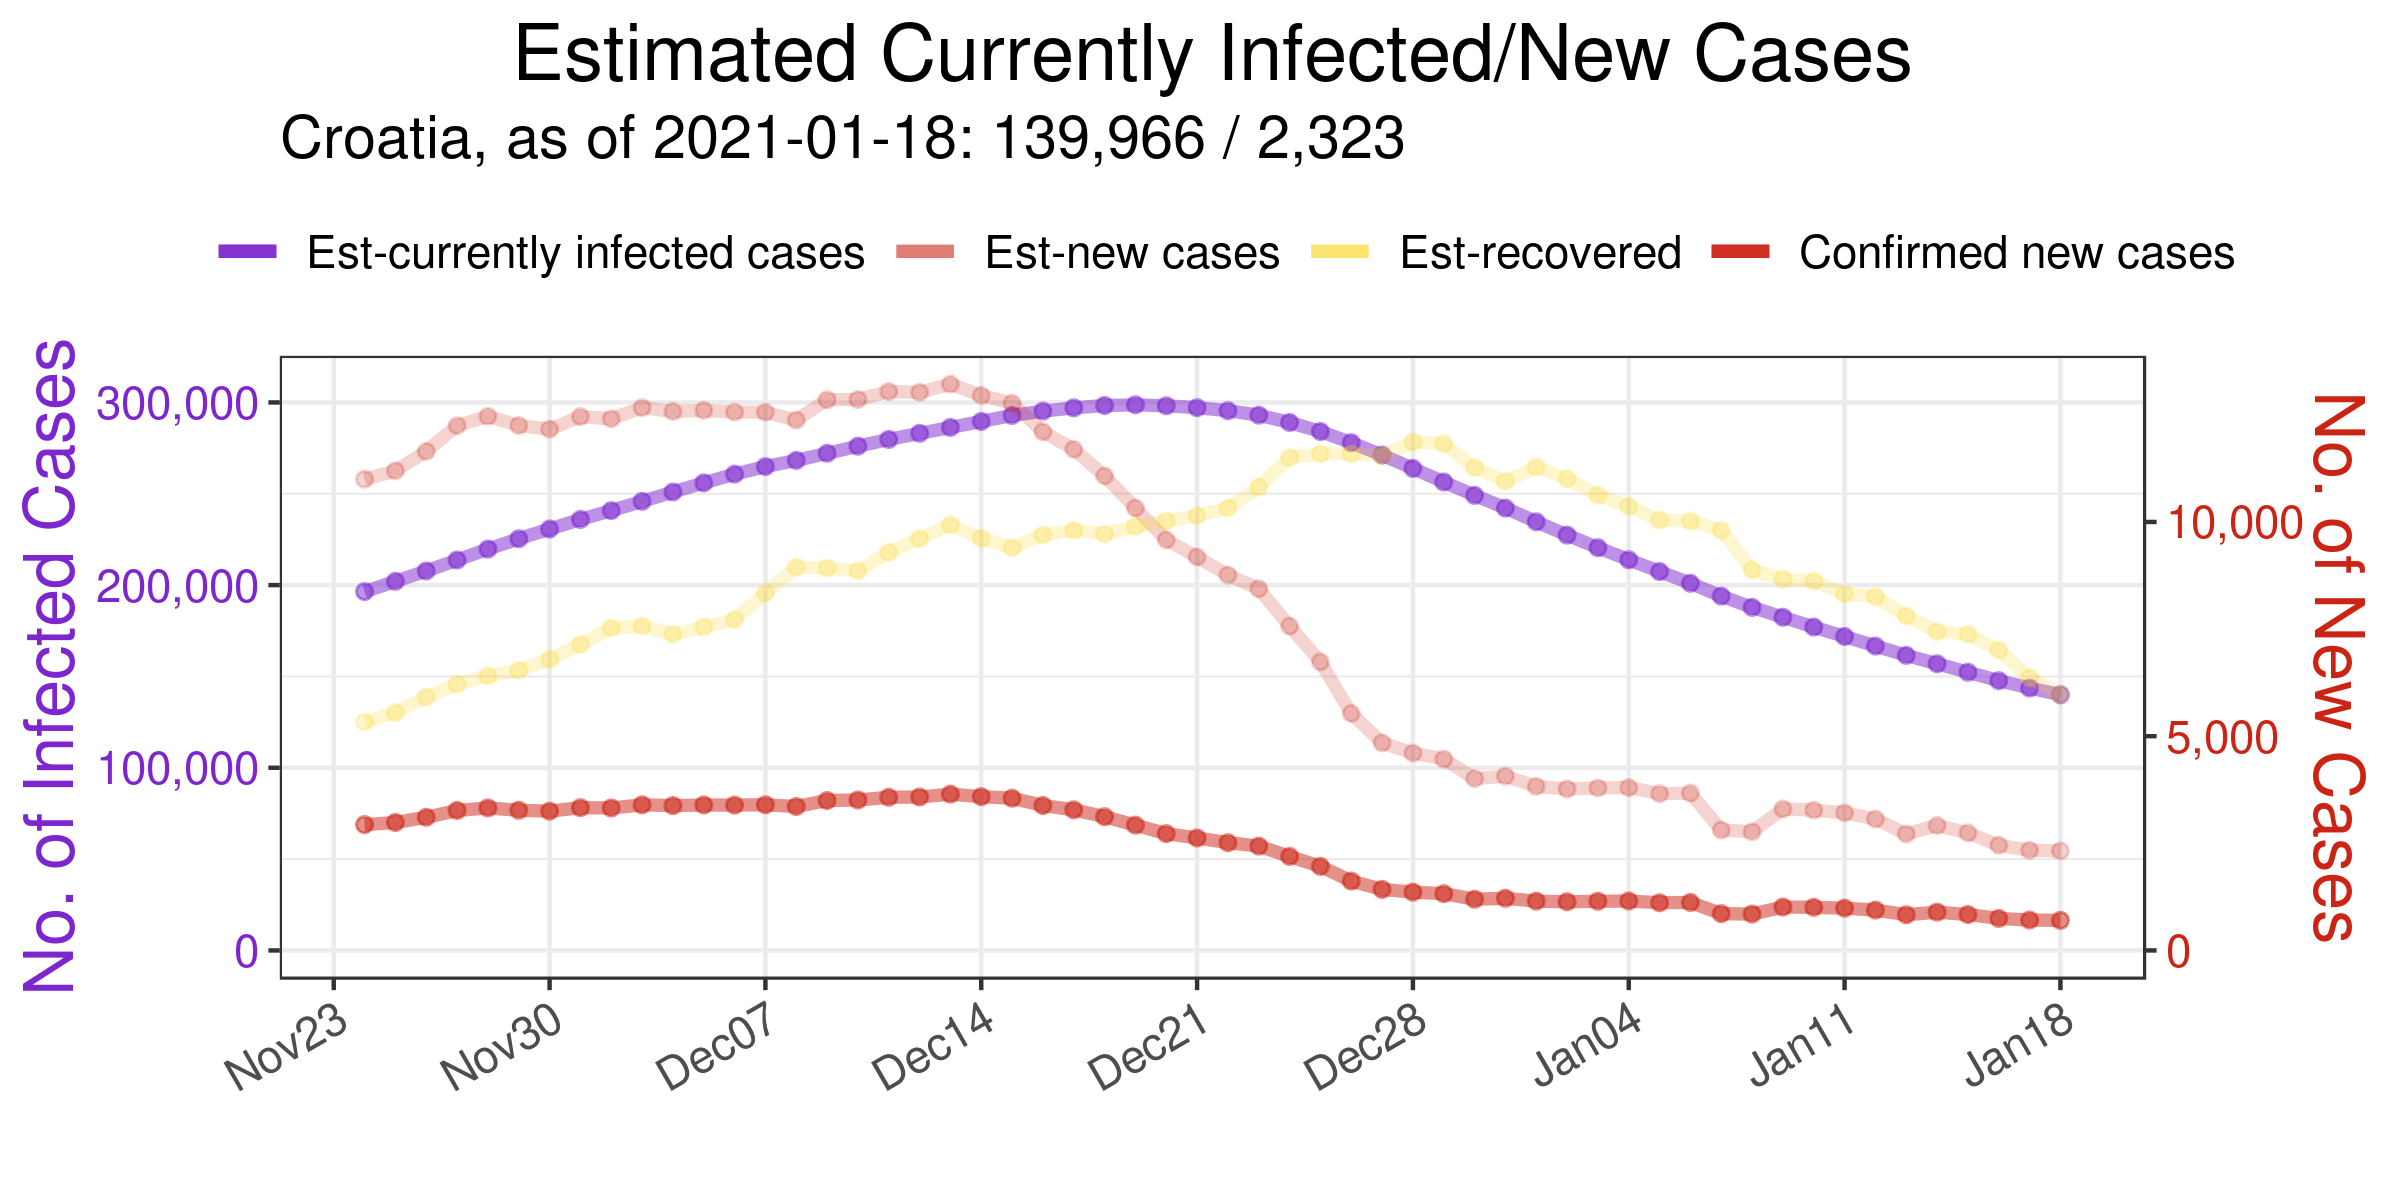 Estimated Currently Infected/New Cases
Croatia, as of 2021-01-18: 139,966 / 2,323
Est-currently infected cases Est-new cases Est-recovered Confirmed new cases
No. of Infected Cases
300,000
200,000
100,000
0
10,000
5,000
0
No. of New Cases
Nov23 Nov30 Dec07 Dec14 Dec21 Dec28 Jan04 Jan11 Jan18